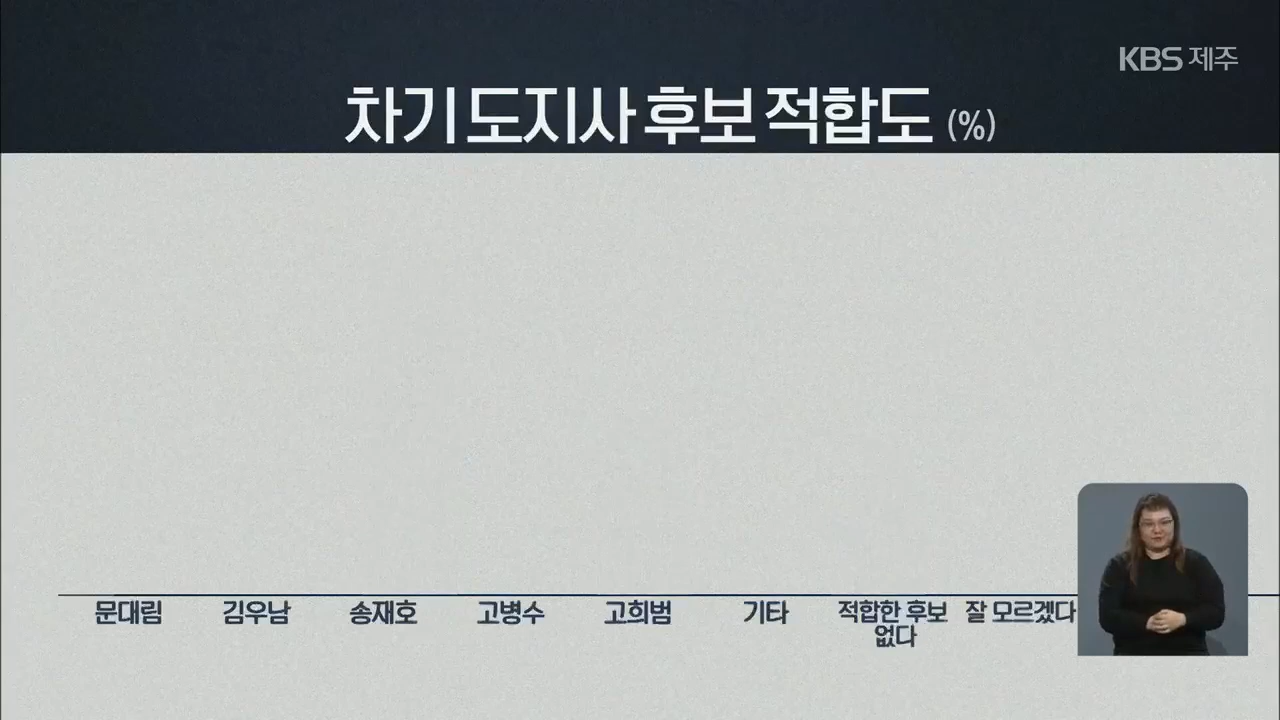 KBS 제주
차기 도지사 후보 적합도 (%)
문대림
김우남
송재호
고병수
고희범
기타
적합한 후보
없다
잘 모르겠다